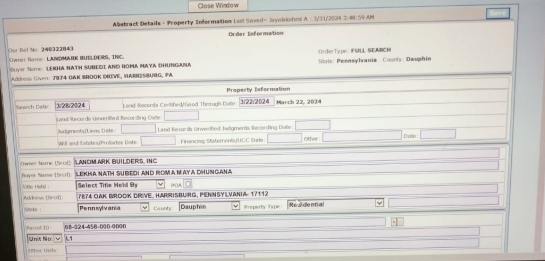 Close Window
Abstract Details - Property Information Last Saved- Jayalakshmi A : 3/31/2024 2:48:59 AM
Save
Order Information
Our Ref No: 240322843
OrderType: FULL SEARCH
Owner Name: LANDMARK BUILDERS, INC.
State: Pennsylvania County: Dauphin
Buyer Name: LEKHA NATH SUBEDI AND ROMA MAYA DHUNGANA
Address Given: 7874 OAK BROOK DRIVE, HARRISBURG, PA
Property Information
Search Date: 3/28/2024 Land Records Certified/Good Through Date: 3/22/2024 March 22, 2024
Land Records Unverified Recording Date:
Judgments/Liens Date: Land Records Unverified Judgments Recording Date:
Will and Estates/Probates Date: Financing Statements/UCC Date: Other: Date:
Owner Name (Srcd): LANDMARK BUILDERS, INC
Buyer Name (Srcd): LEKHA NATH SUBEDI AND ROMA MAYA DHUNGANA
Title Held : Select Title Held By POA
Address (Srcd): 7874 OAK BROOK DRIVE, HARRISBURG, PENNSYLVANIA- 17112
State : Pennsylvania County: Dauphin Property Type: Residential
Parcel ID : 68-024-458-000-0000
Unit No: L1
Other Units: